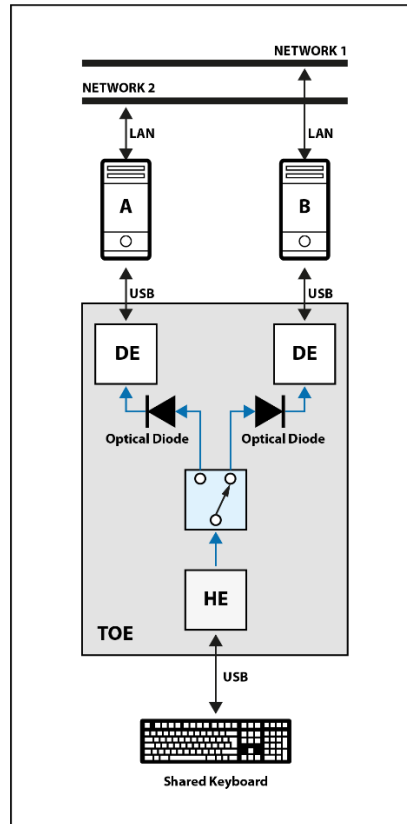 NETWORK 1
NETWORK 2
LAN
LAN
A
B
USB
USB
DE
DE
Optical Diode
Optical Diode
HE
TOE
USB
Shared Keyboard